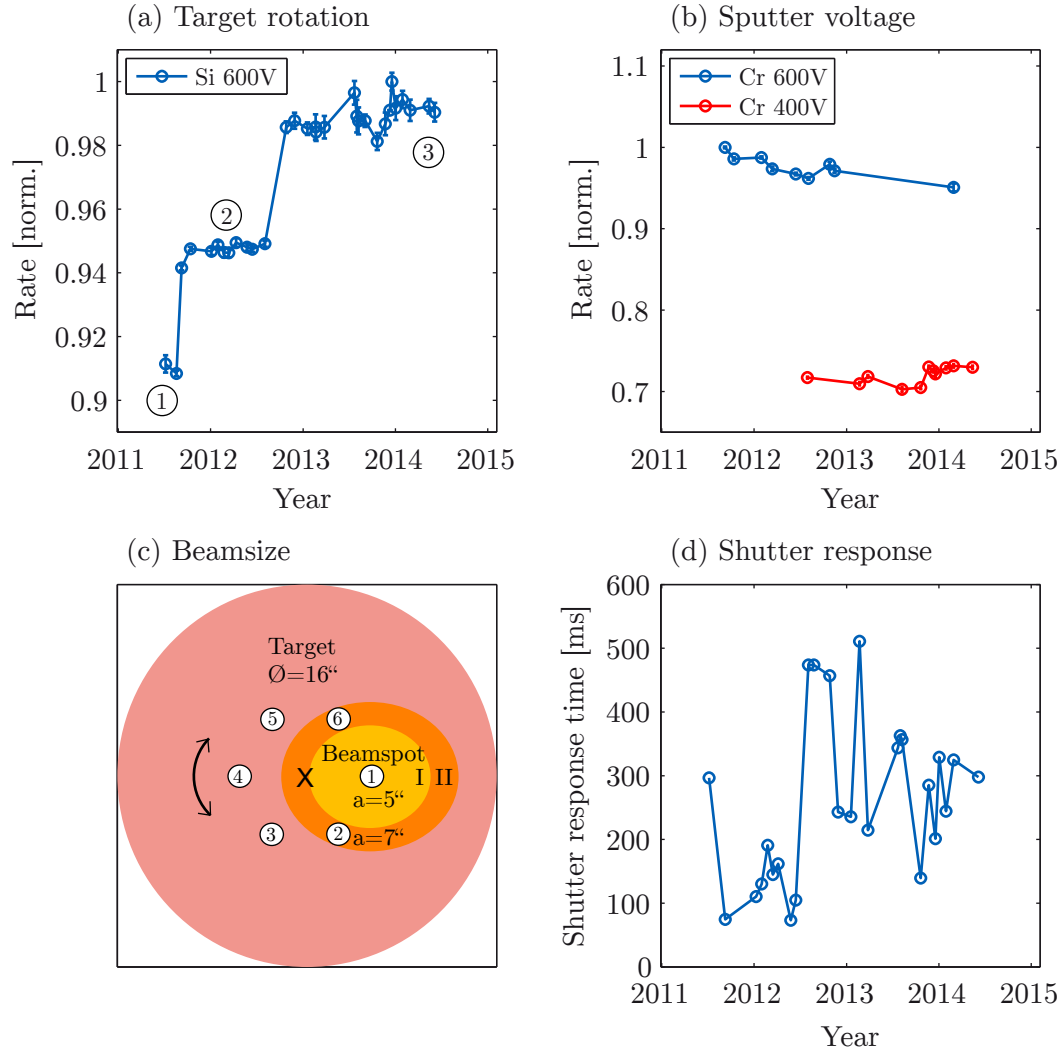 (a) Target rotation
Si 600V
1
0.98
0.96
0.94
0.92
0.9
Rate [norm.]
①
②
③
2011 2012 2013 2014 2015
Year
(b) Sputter voltage
Cr 600V
Cr 400V
1.1
1
0.9
0.8
0.7
Rate [norm.]
2011 2012 2013 2014 2015
Year
(c) Beamsize
Target
Ø=16“
⑤ ⑥
Beamspot
④ X ① I II
a=5“
③ ②
a=7“
(d) Shutter response
600
500
400
300
200
100
0
Shutter response time [ms]
2011 2012 2013 2014 2015
Year